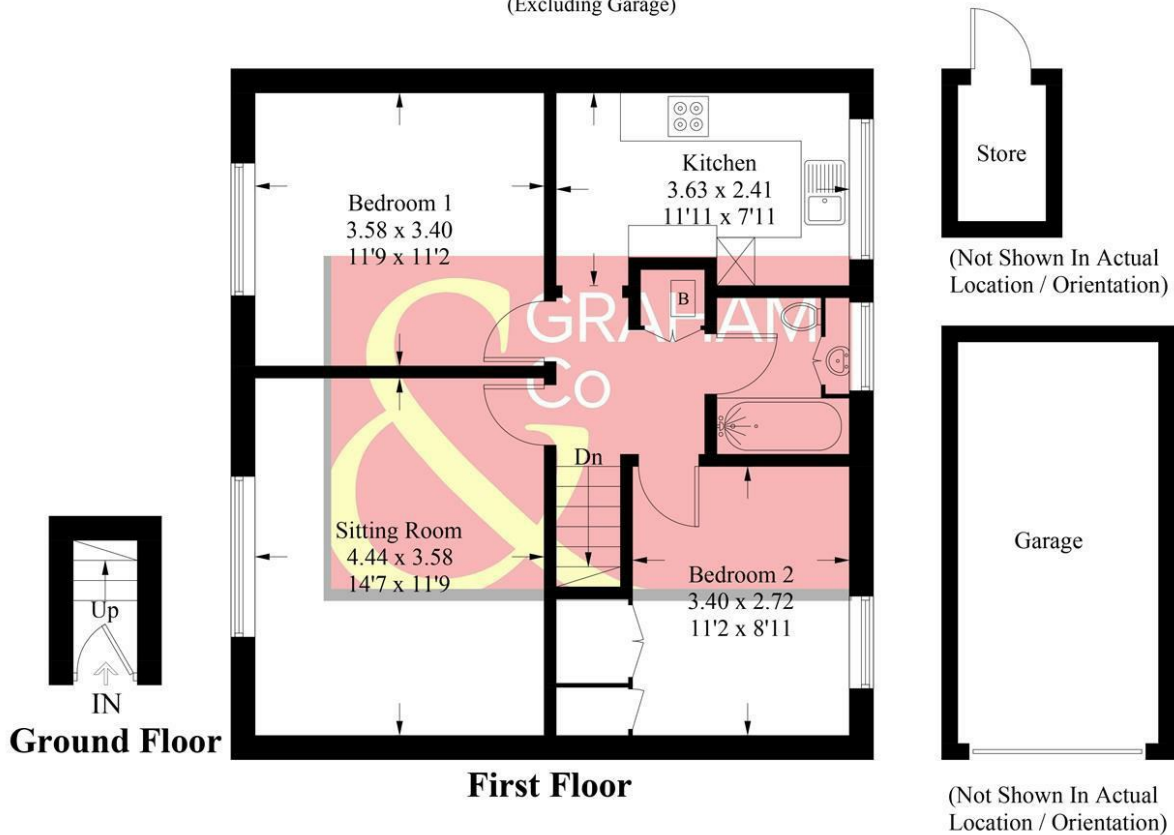 (Excluding Garage)
Bedroom 1
3.58 x 3.40
11'9 x 11'2
Kitchen
3.63 x 2.41
11'11 x 7'11
Store
(Not Shown In Actual
Location / Orientation)
B
&
GRAHAM
Co
Dn
Sitting Room
4.44 x 3.58
14'7 x 11'9
Bedroom 2
3.40 x 2.72
11'2 x 8'11
Garage
Up
IN
Ground Floor
First Floor
(Not Shown In Actual
Location / Orientation)